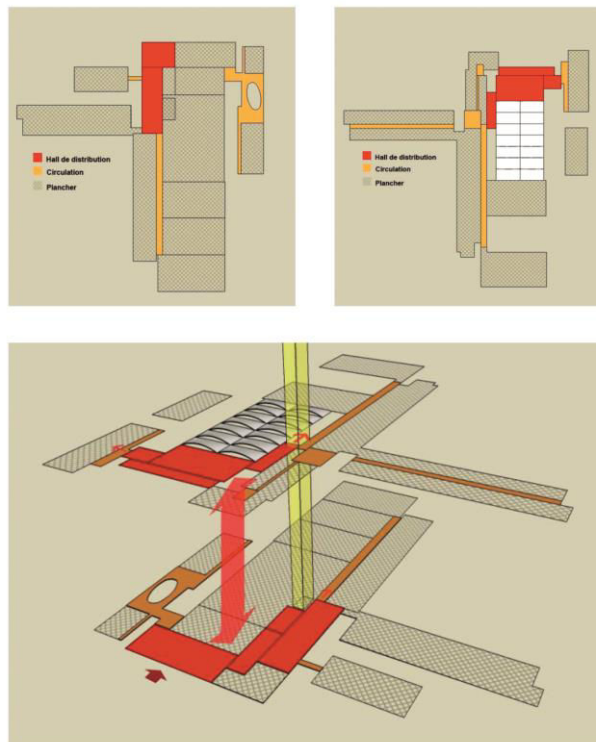 Hall de distribution
Circulation
Plancher
Hall de distribution
Circulation
Plancher